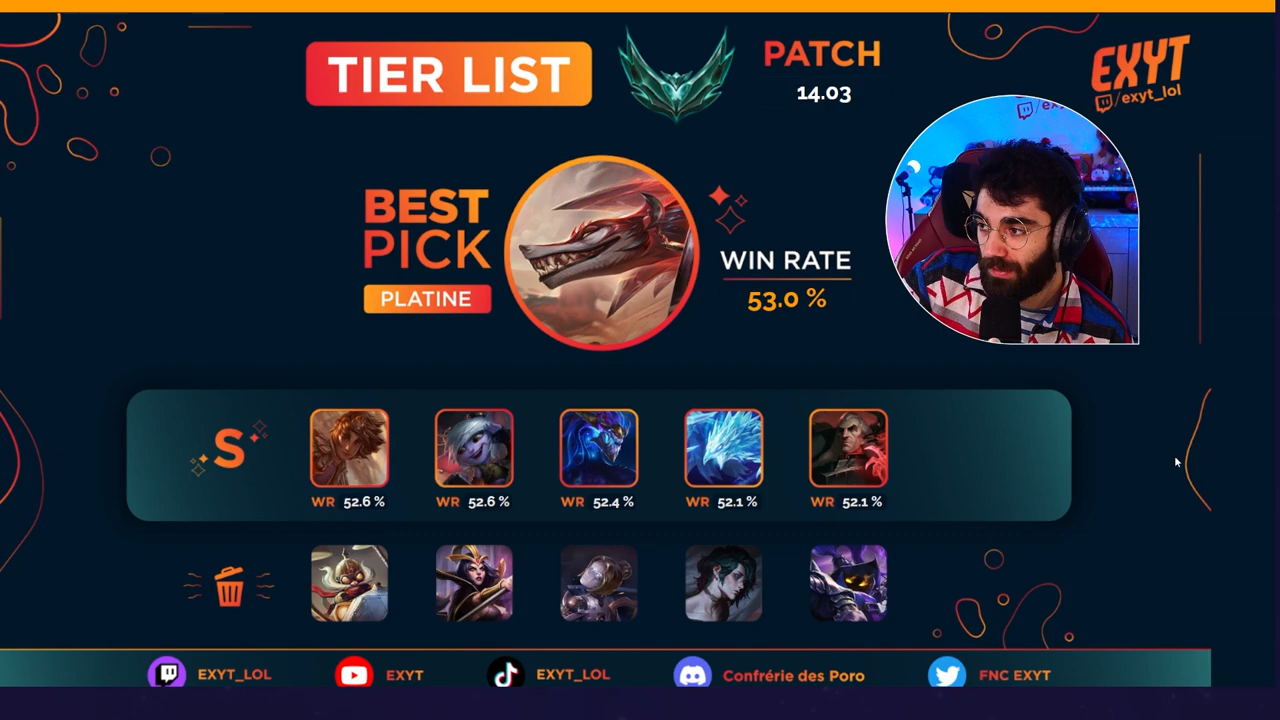 TIER LIST
PATCH
14.03
EXYT
/exyt_lol
BEST
PICK
PLATINE
WIN RATE
53.0 %
S
WR 52.6 %
WR 52.6 %
WR 52.4 %
WR 52.1 %
WR 52.1 %
EXYT_LOL
EXYT
EXYT_LOL
Confrérie des Poro
FNC EXYT